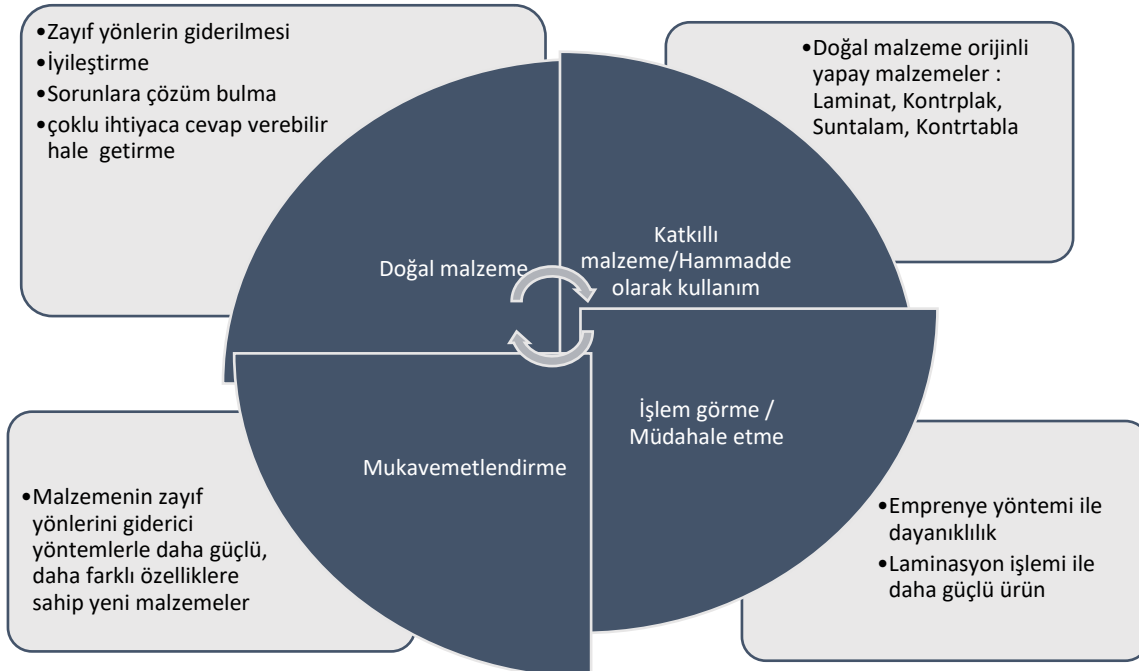 •Zayıf yönlerin giderilmesi
•İyileştirme
•Sorunlara çözüm bulma
•çoklu ihtiyaca cevap verebilir
hale getirme
•Doğal malzeme orijinli
yapay malzemeler :
Laminat, Kontrplak,
Suntalam, Kontrtabla
Doğal malzeme
Katkıllı
malzeme/Hammadde
olarak kullanım
Mukavemetlendirme
İşlem görme /
Müdahale etme
•Malzemenin zayıf
yönlerini giderici
yöntemlerle daha güçlü,
daha farklı özelliklere
sahip yeni malzemeler
•Emprenye yöntemi ile
dayanıklılık
•Laminasyon işlemi ile
daha güçlü ürün